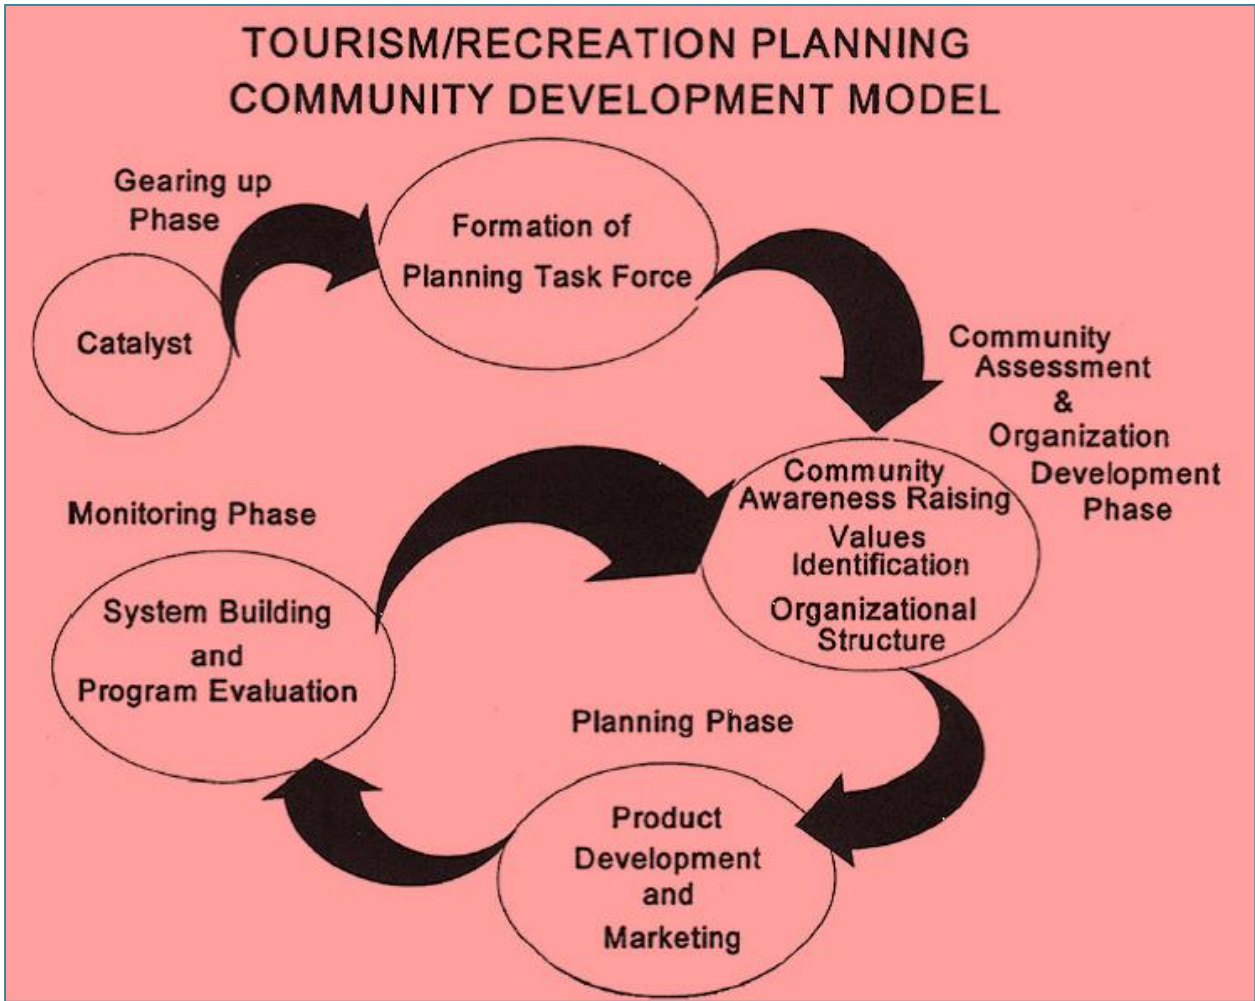 TOURISM/RECREATION PLANNING
COMMUNITY DEVELOPMENT MODEL
Gearing up
Phase
Catalyst
Formation of
Planning Task Force
Community
Assessment
&
Organization
Development
Phase
Community
Awareness Raising
Values
Identification
Organizational
Structure
Planning Phase
Product
Development
and
Marketing
Monitoring Phase
System Building
and
Program Evaluation